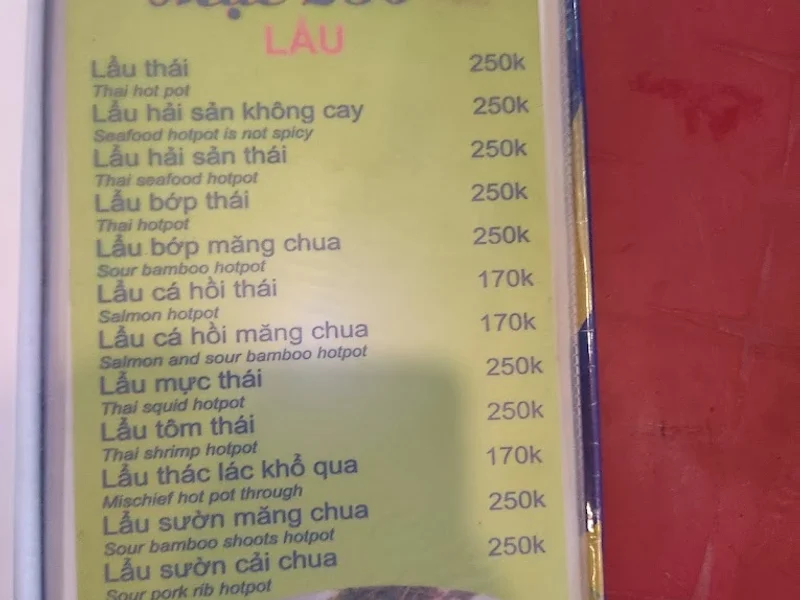 LẨU
Lẩu thái 250k
Thai hot pot
Lẩu hải sản không cay 250k
Seafood hotpot is not spicy
Lẩu hải sản thái 250k
Thai seafood hotpot
Lẩu bớp thái 250k
Thai hotpot
Lẩu bớp măng chua 250k
Sour bamboo hotpot
Lẩu cá hồi thái 170k
Salmon hotpot
Lẩu cá hồi măng chua 170k
Salmon and sour bamboo hotpot
Lẩu mực thái 250k
Thai squid hotpot
Lẩu tôm thái 250k
Thai shrimp hotpot
Lẩu thác lác khổ qua 170k
Mischief hot pot through
Lẩu sườn măng chua 250k
Sour bamboo shoots hotpot
Lẩu sườn cải chua 250k
Sour pork rib hotpot